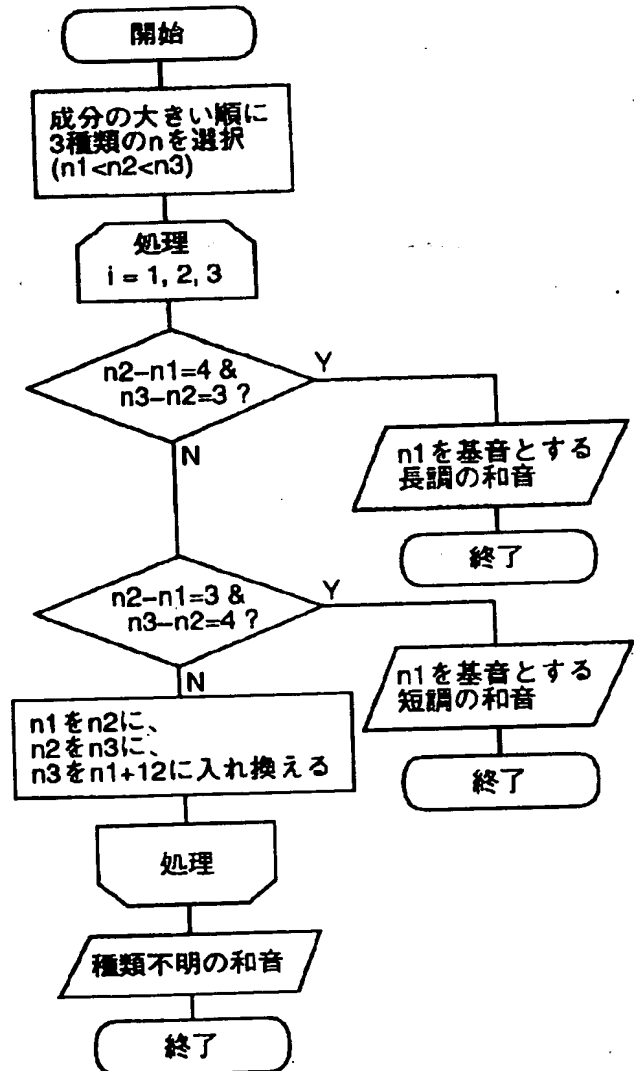 開始
成分の大きい順に
3種類のnを選択
(n1<n2<n3)
処理
i = 1, 2, 3
n2−n1=4 &
n3−n2=3 ?
Y
N
n1を基音とする
長調の和音
終了
n2−n1=3 &
n3−n2=4 ?
Y
N
n1を基音とする
短調の和音
終了
n1をn2に、
n2をn3に、
n3をn1+12に入れ換える
処理
種類不明の和音
終了